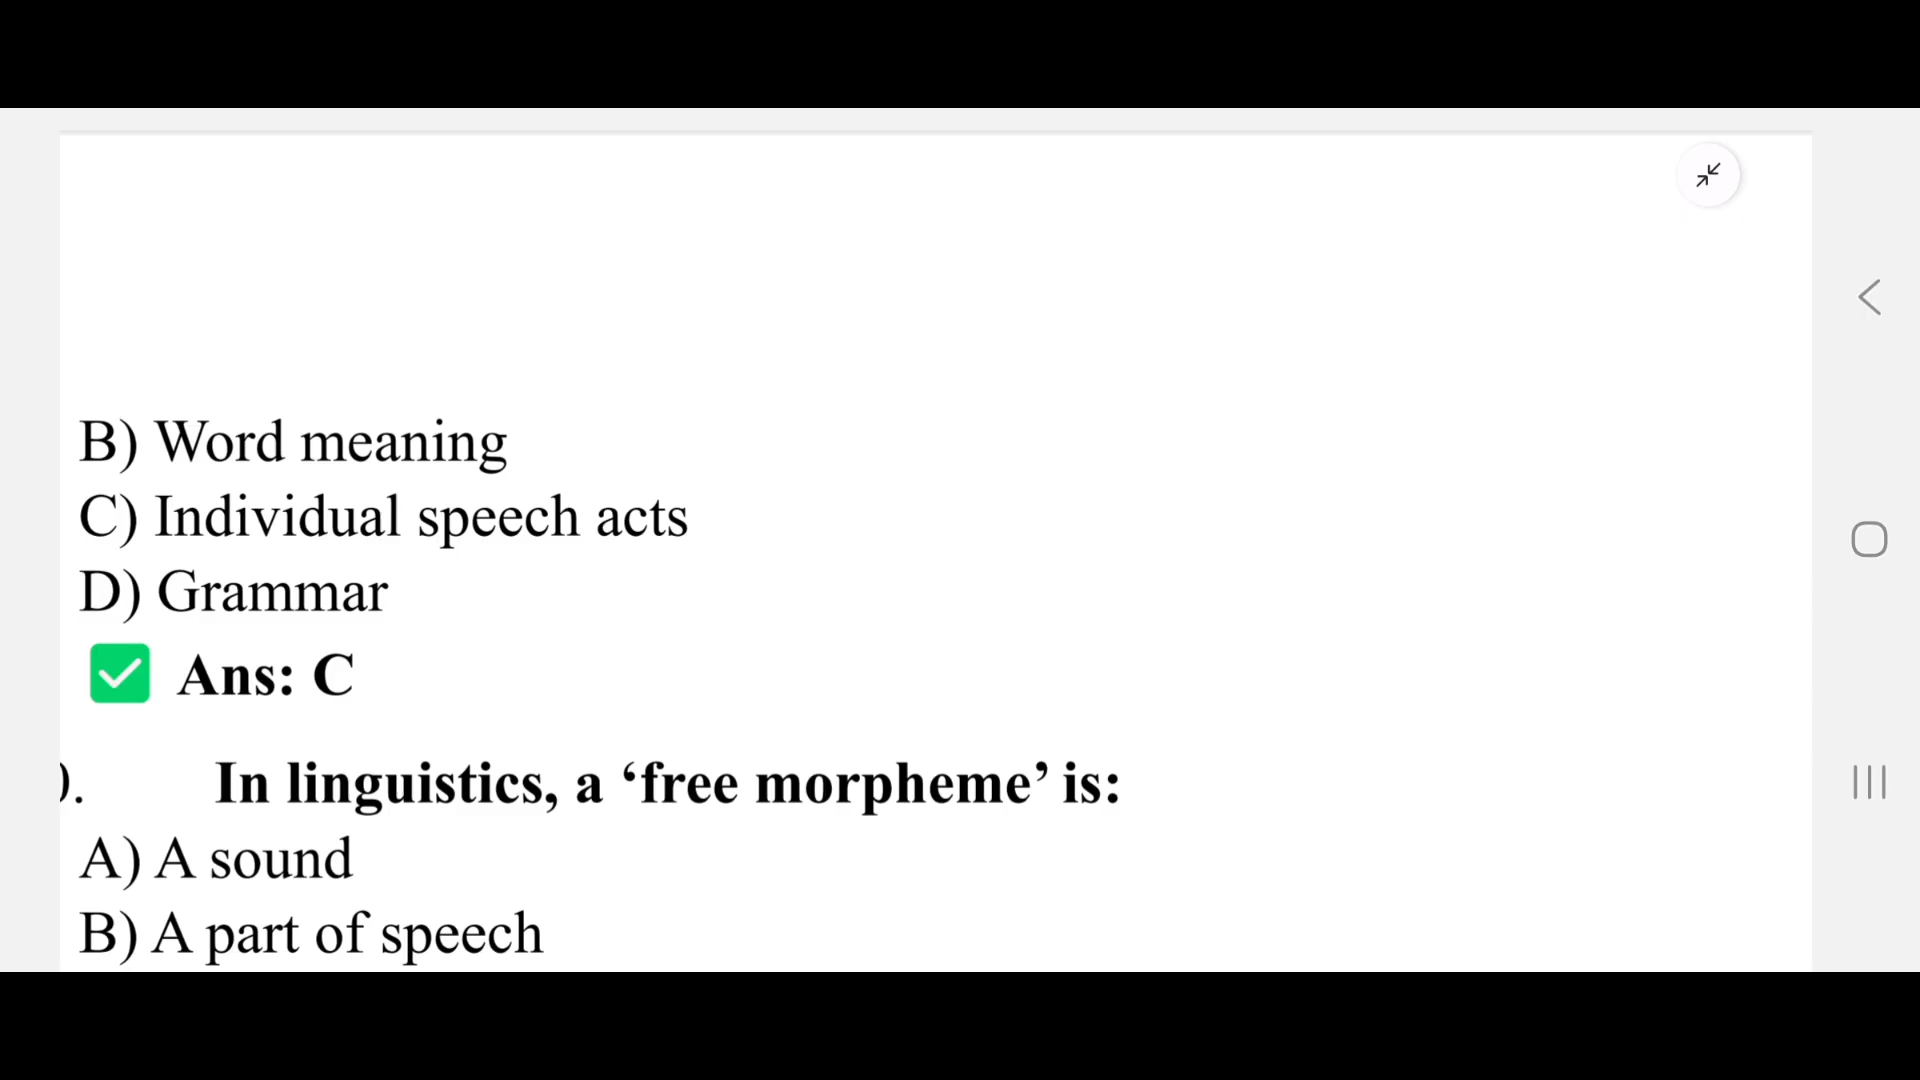 B) Word meaning
C) Individual speech acts
D) Grammar
Ans: C
). In linguistics, a ‘free morpheme’ is:
A) A sound
B) A part of speech